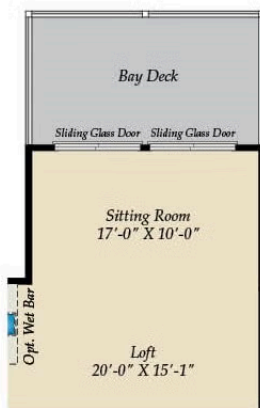 Bay Deck
Sliding Glass Door Sliding Glass Door
Sitting Room
17'-0" X 10'-0"
Opt. Wet Bar
Loft
20'-0" X 15'-1"